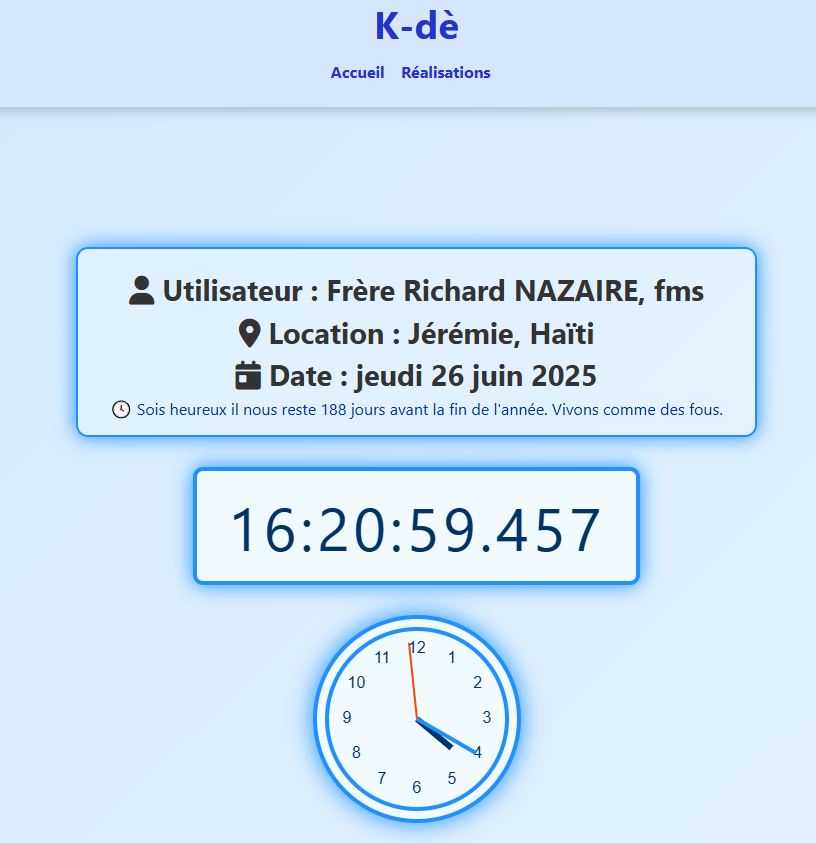 K-dè
Accueil Réalisations
Utilisateur : Frère Richard NAZAIRE, fms
Location : Jérémie, Haïti
Date : jeudi 26 juin 2025
Sois heureux il nous reste 188 jours avant la fin de l'année. Vivons comme des fous.
16:20:59.457
12
11 1
10 2
9 3
8 4
7 5
6